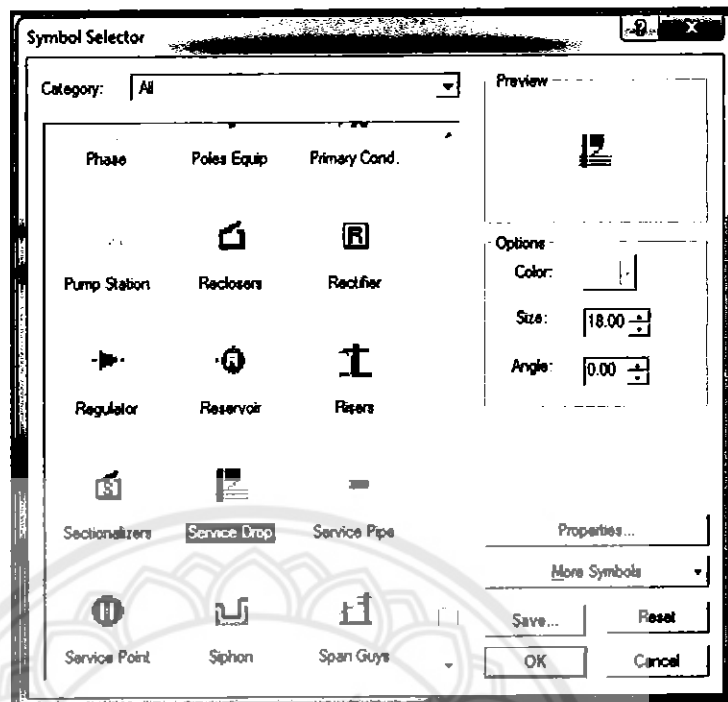 Symbol Selector
Category: All
Phase Poles Equip Primary Cond.
Pump Station Reclosers Rectifier
Regulator Reservoir Risers
Sectionalizers Service Drop Service Pipe
Service Point Siphon Span Guys
Preview
Options
Color:
Size: 18.00
Angle: 0.00
Properties...
More Symbols
Save... Reset
OK Cancel
R
S